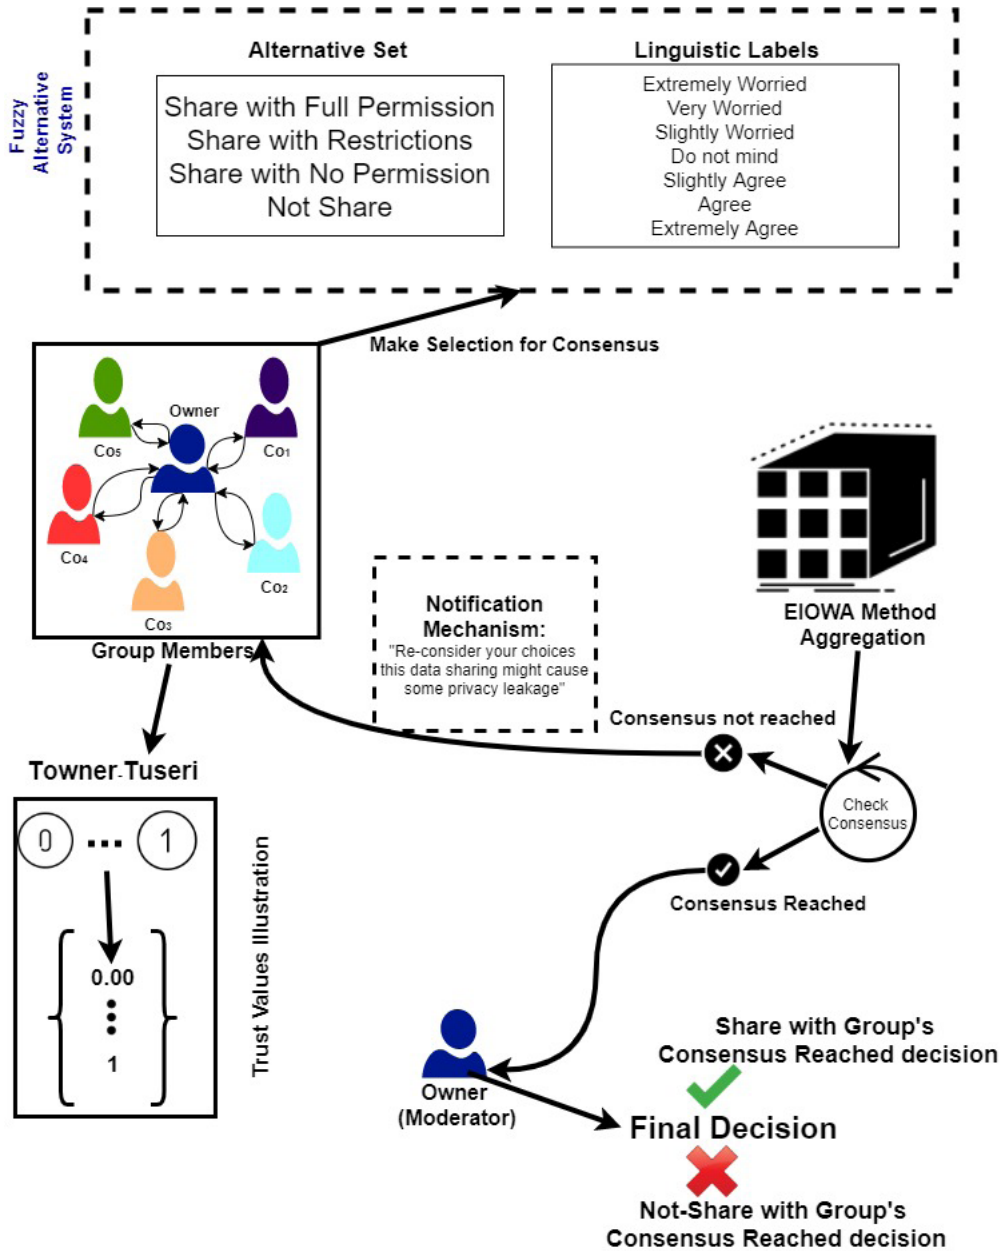 Fuzzy
Alternative
System
Alternative Set
Share with Full Permission
Share with Restrictions
Share with No Permission
Not Share
Linguistic Labels
Extremely Worried
Very Worried
Slightly Worried
Do not mind
Slightly Agree
Agree
Extremely Agree
Make Selection for Consensus
Owner
Co5
Co1
Co4
Co2
Co3
Group Members
Notification
Mechanism:
"Re-consider your choices
this data sharing might cause
some privacy leakage"
EIOWA Method
Aggregation
Consensus not reached
Check
Consensus
Consensus Reached
Towner-Tuseri
0 ... 1
0.00
1
Trust Values Illustration
Owner
(Moderator)
Share with Group's
Consensus Reached decision
Final Decision
Not-Share with Group's
Consensus Reached decision